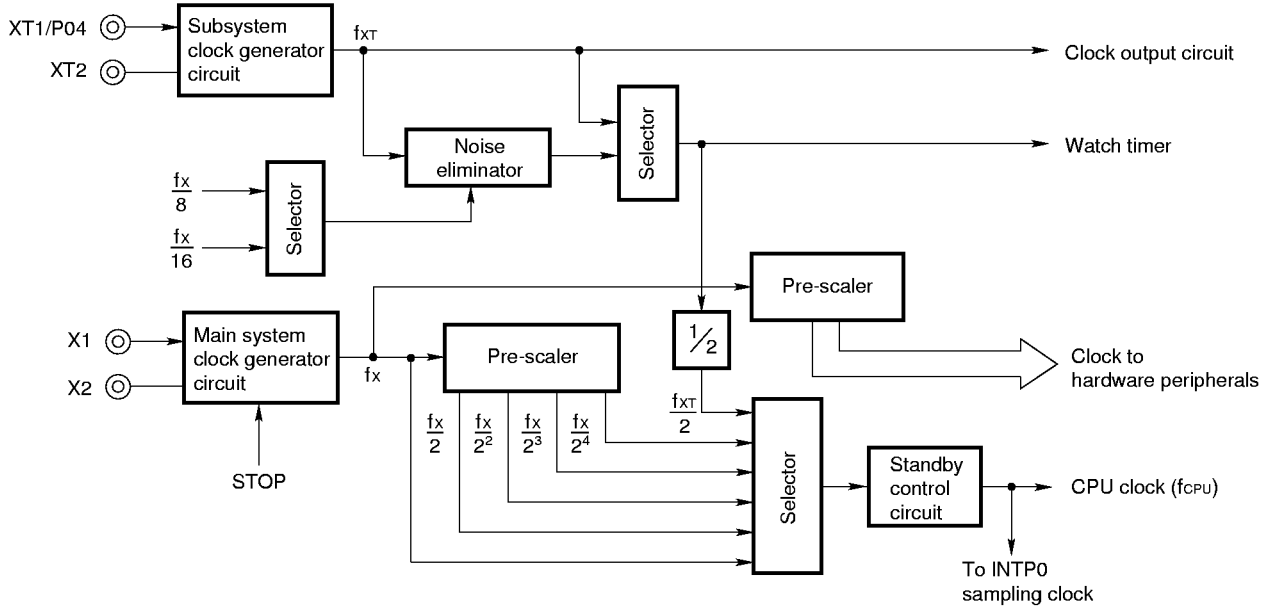 XT1/P04
XT2
Subsystem
clock generator
circuit
fXT
Clock output circuit
Selector
Noise
eliminator
Watch timer
fX
8
fX
16
Selector
Pre-scaler
X1
X2
Main system
clock generator
circuit
fX
Pre-scaler
1/2
Clock to
hardware peripherals
fX
2
fX
2²
fX
2³
fX
2⁴
fXT
2
STOP
Selector
Standby
control
circuit
CPU clock (fCPU)
To INTP0
sampling clock